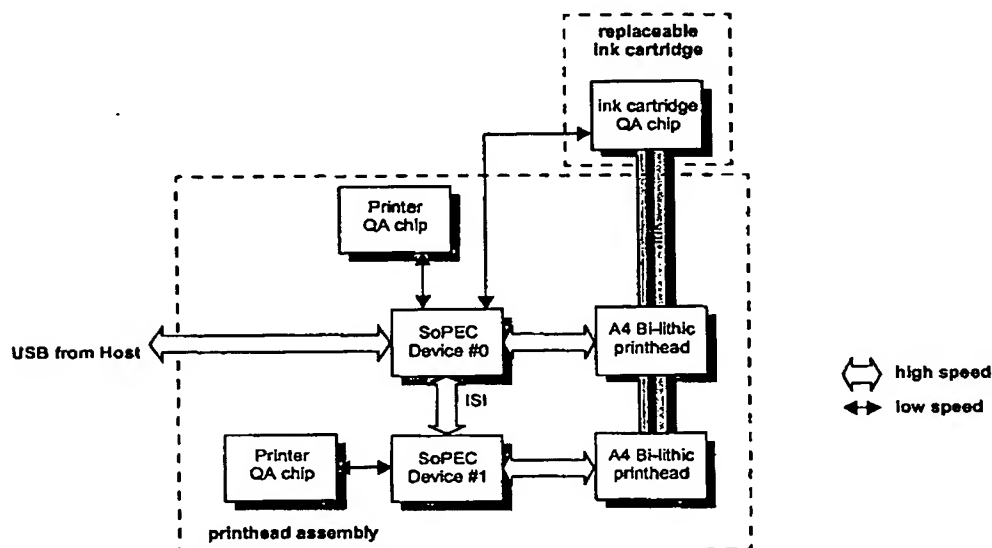 replaceable
ink cartridge
ink cartridge
QA chip
Printer
QA chip
USB from Host
SoPEC
Device #0
A4 Bi-lithic
printhead
high speed
low speed
ISI
Printer
QA chip
SoPEC
Device #1
A4 Bi-lithic
printhead
printhead assembly